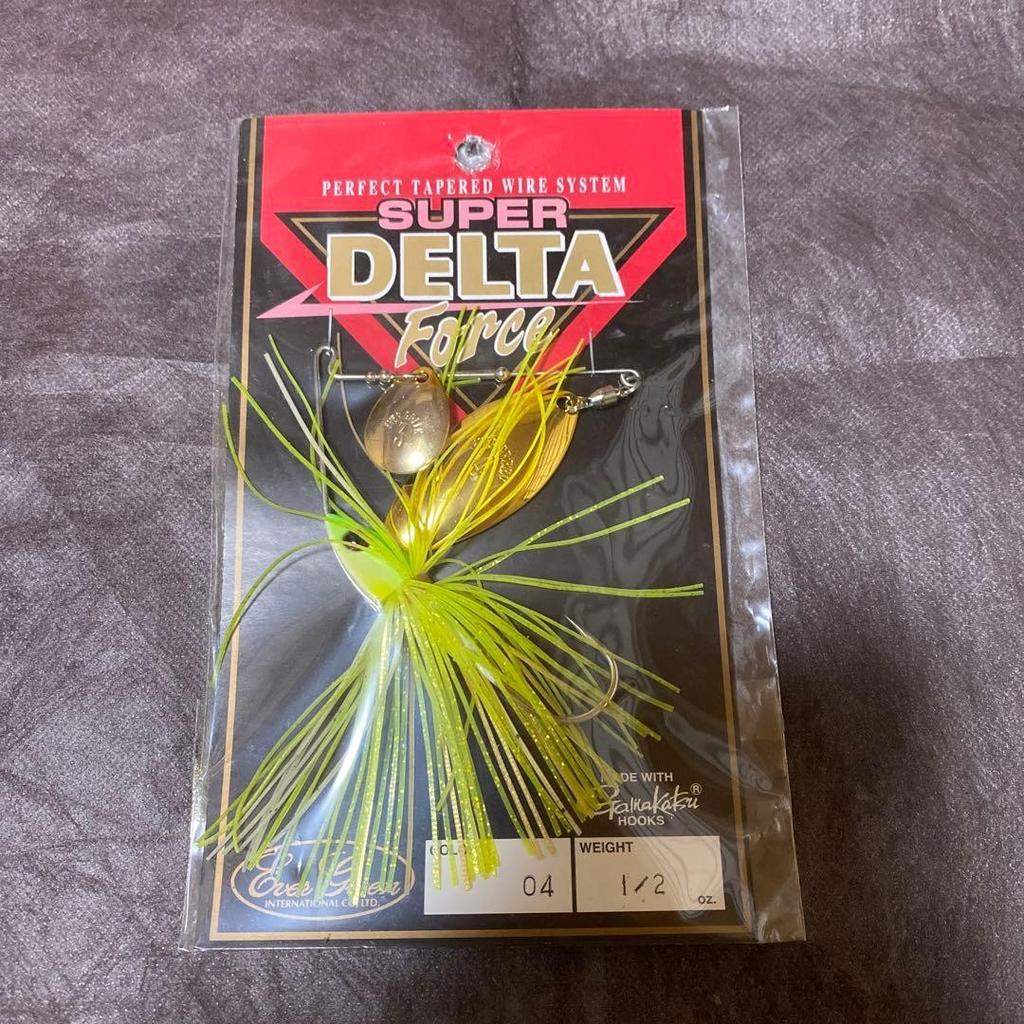 PERFECT TAPERED WIRE SYSTEM
SUPER
DELTA
Force
MADE WITH
Gamakatsu®
HOOKS
Ever Green
INTERNATIONAL CO., LTD.
COLOR
04
WEIGHT
1/2
oz.